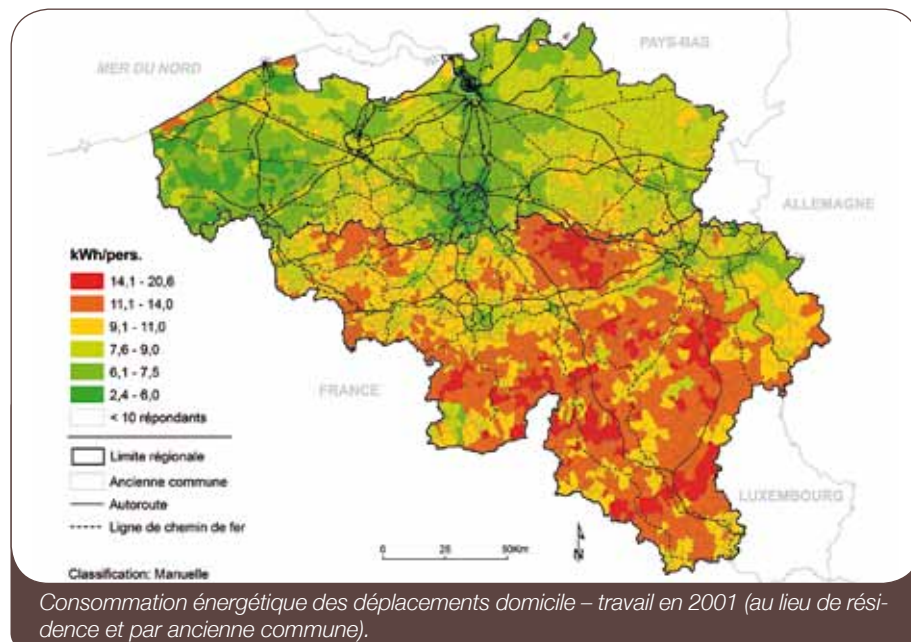 MER DU NORD
PAYS-BAS
ALLEMAGNE
kWh/pers.
14,1 - 20,6
11,1 - 14,0
9,1 - 11,0
7,6 - 9,0
6,1 - 7,5
2,4 - 6,0
< 10 répondants
FRANCE
Limite régionale
Ancienne commune
Autoroute
Ligne de chemin de fer
LUXEMBOURG
0 25 50Km
N
Classification: Manuelle
Consommation énergétique des déplacements domicile – travail en 2001 (au lieu de rési-
dence et par ancienne commune).